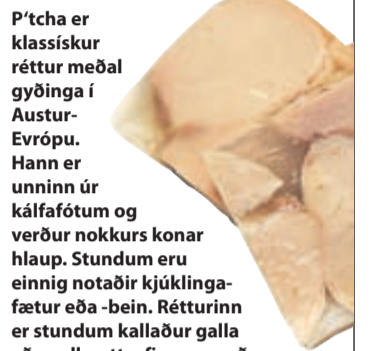 P‘tcha er
klassískur
réttur meðal
gyðinga í
Austur-
Evrópu.
Hann er
unninn úr
kálfafótum og
verður nokkurs konar
hlaup. Stundum eru
einnig notaðir kjúklinga-
fætur eða -bein. Rétturinn
er stundum kallaður galla